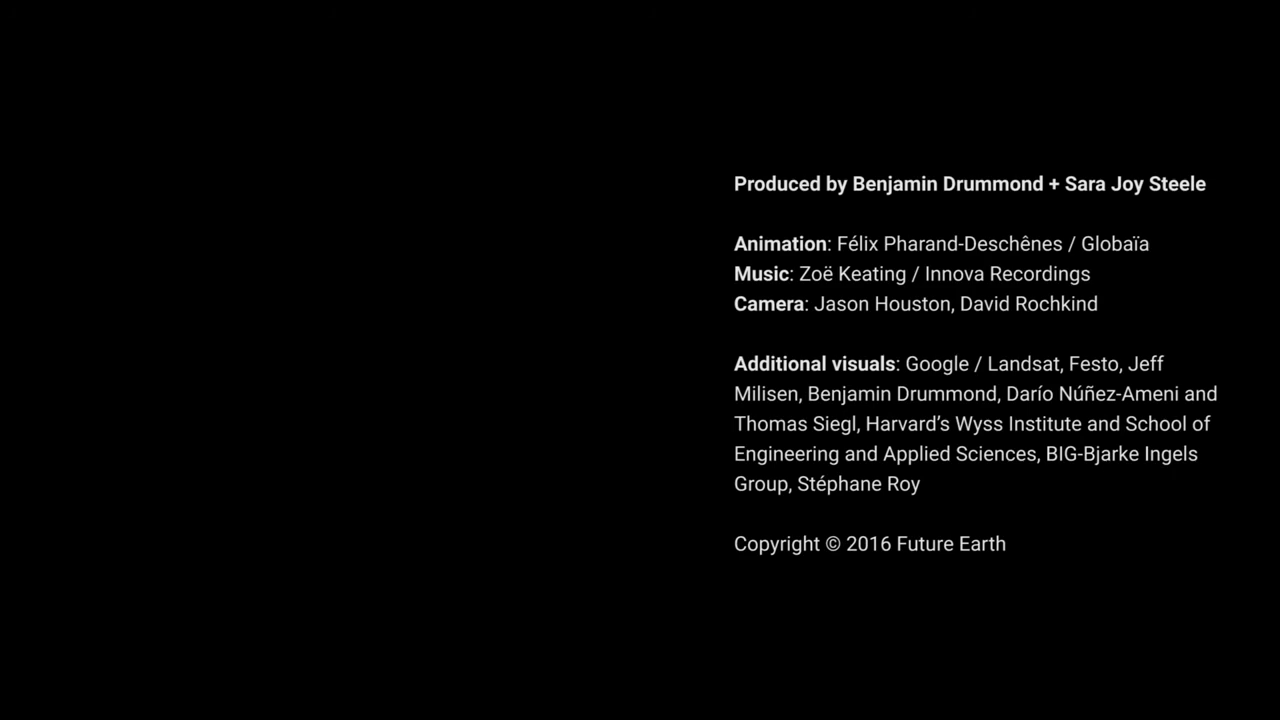 Produced by Benjamin Drummond + Sara Joy Steele
Animation: Félix Pharand-Deschênes / Globaïa
Music: Zoë Keating / Innova Recordings
Camera: Jason Houston, David Rochkind
Additional visuals: Google / Landsat, Festo, Jeff
Milisen, Benjamin Drummond, Darío Núñez-Ameni and
Thomas Siegl, Harvard’s Wyss Institute and School of
Engineering and Applied Sciences, BIG-Bjarke Ingels
Group, Stéphane Roy
Copyright © 2016 Future Earth